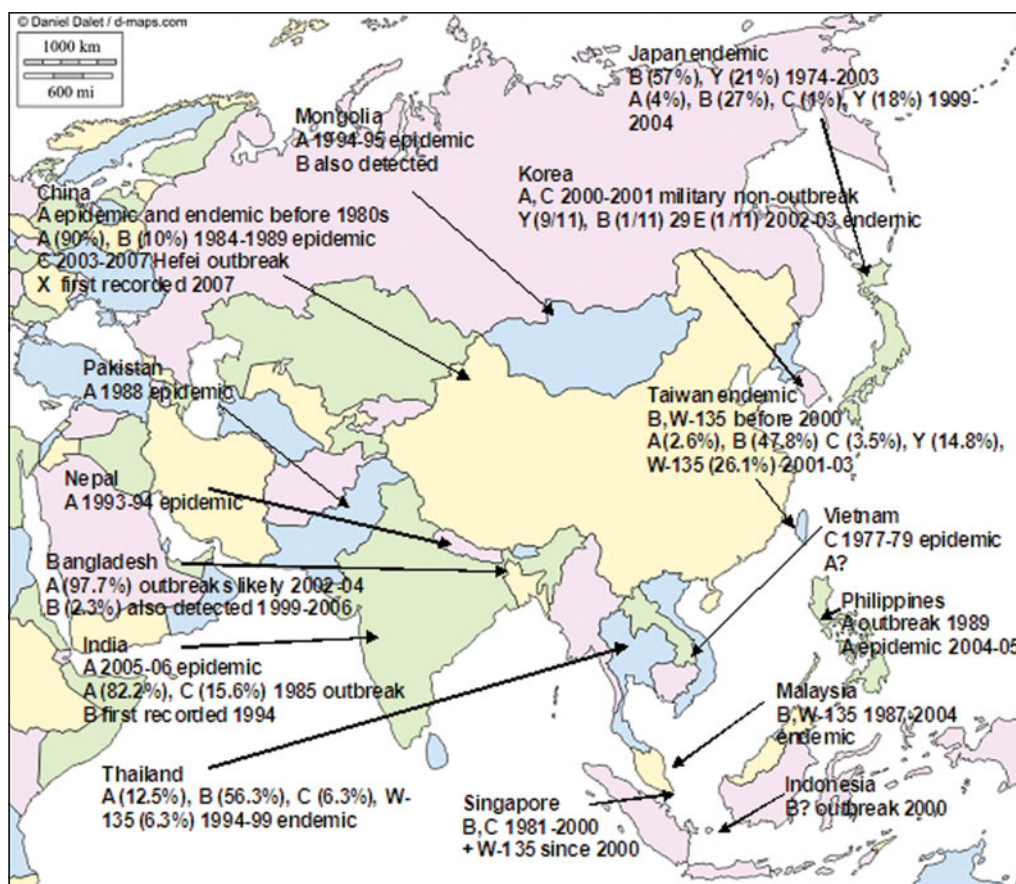 © Daniel Dalet / d-maps.com
1000 km
600 mi
Japan endemic
B (57%), Y (21%) 1974-2003
A (4%), B (27%), C (1%), Y (18%) 1999-
2004
Mongolia
A 1994-95 epidemic
B also detected
Korea
A, C 2000-2001 military non-outbreak
Y (9/11), B (1/11) 29E (1/11) 2002-03 endemic
China
A epidemic and endemic before 1980s
A (90%), B (10%) 1984-1989 epidemic
C 2003-2007 Hefei outbreak
X first recorded 2007
Pakistan
A 1988 epidemic
Taiwan endemic
B, W-135 before 2000
A (2.6%), B (47.8%) C (3.5%), Y (14.8%),
W-135 (26.1%) 2001-03
Nepal
A 1993-94 epidemic
Vietnam
C 1977-79 epidemic
A?
Bangladesh
A (97.7%) outbreaks likely 2002-04
B (2.3%) also detected 1999-2006
Philippines
A outbreak 1989
A epidemic 2004-05
India
A 2005-06 epidemic
A (82.2%), C (15.6%) 1985 outbreak
B first recorded 1994
Malaysia
B, W-135 1987-2004
endemic
Thailand
A (12.5%), B (56.3%), C (6.3%), W-
135 (6.3%) 1994-99 endemic
Singapore
B, C 1981-2000
+ W-135 since 2000
Indonesia
B? outbreak 2000